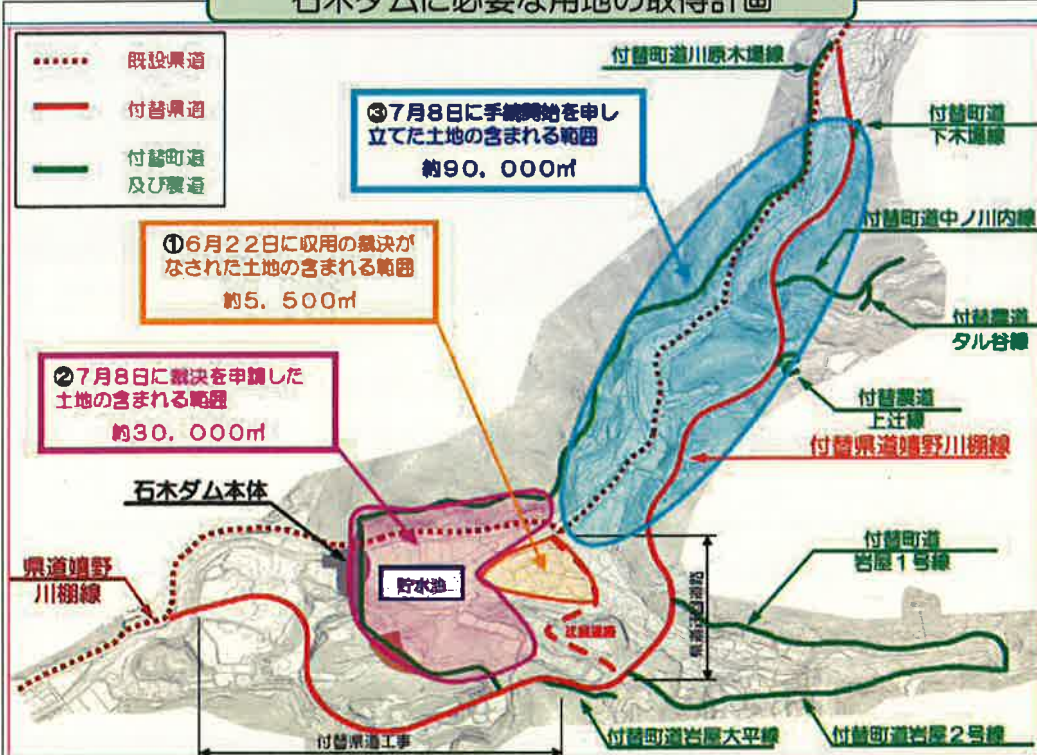 石木ダムに必要な用地の取得計画
既設県道
付替県道
付替町道
及び農道
付替町道川原木場線
③7月8日に手続開始を申し
立てた土地の含まれる範囲
約90，000㎡
付替町道
下木場線
①6月22日に収用の裁決が
なされた土地の含まれる範囲
約5，500㎡
付替町道中ノ川内線
付替農道
タル谷線
②7月8日に裁決を申請した
土地の含まれる範囲
約30，000㎡
付替農道
上辻線
付替県道嬉野川棚線
石木ダム本体
県道嬉野
川棚線
貯水池
付替町道
岩屋1号線
付替県道工事
付替町道岩屋大平線
付替町道岩屋2号線